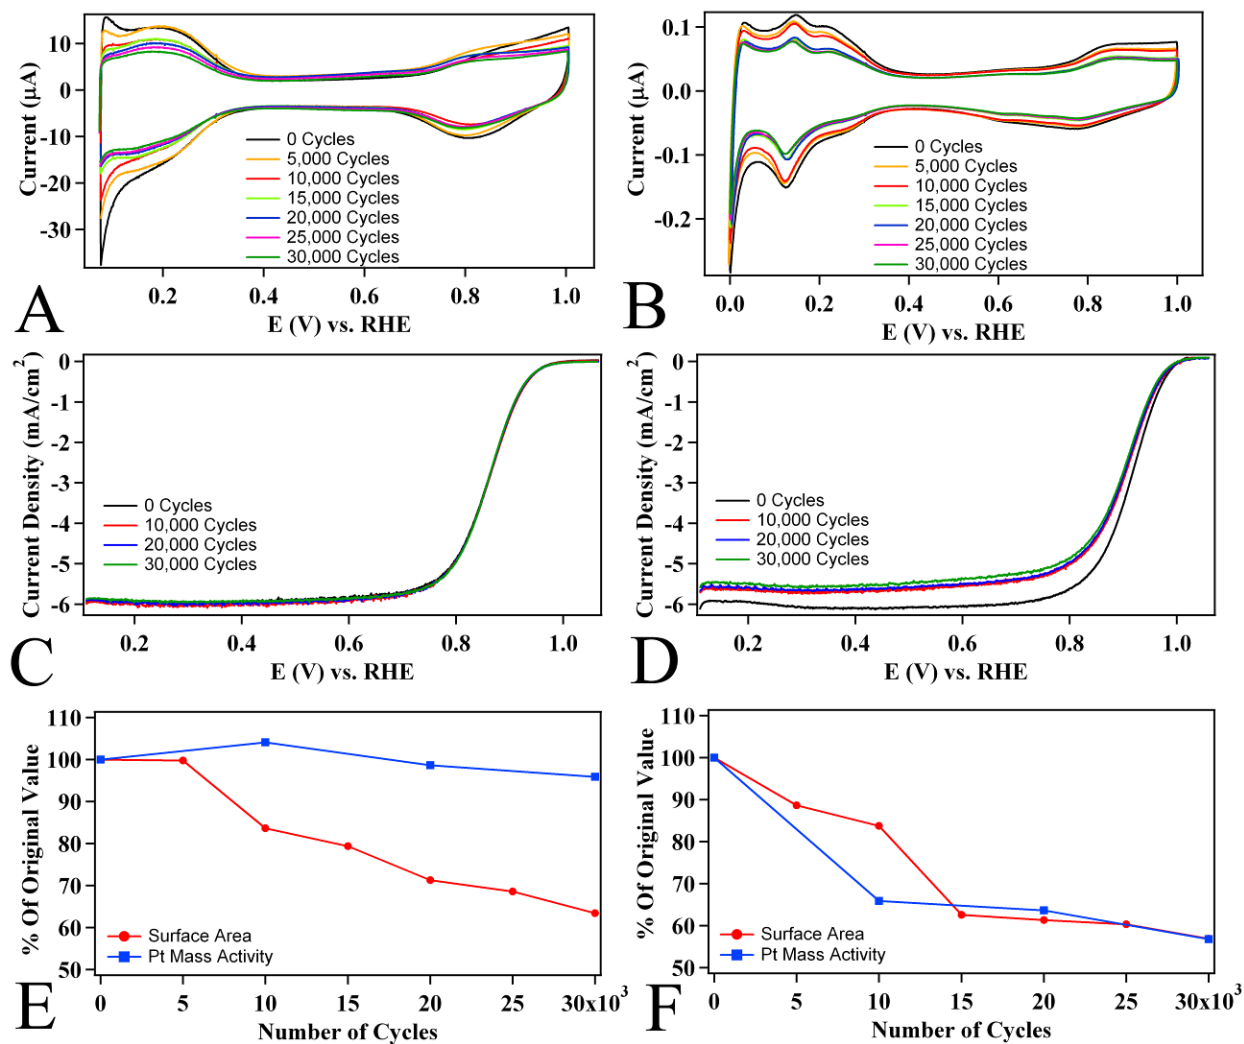 Current (µA)
10
0
-10
-20
-30
0 Cycles
5,000 Cycles
10,000 Cycles
15,000 Cycles
20,000 Cycles
25,000 Cycles
30,000 Cycles
0.2 0.4 0.6 0.8 1.0
E (V) vs. RHE
A
Current (µA)
0.1
0.0
-0.1
-0.2
0 Cycles
5,000 Cycles
10,000 Cycles
15,000 Cycles
20,000 Cycles
25,000 Cycles
30,000 Cycles
0.0 0.2 0.4 0.6 0.8 1.0
E (V) vs. RHE
B
Current Density (mA/cm²)
0
-1
-2
-3
-4
-5
-6
0 Cycles
10,000 Cycles
20,000 Cycles
30,000 Cycles
0.2 0.4 0.6 0.8 1.0
E (V) vs. RHE
C
Current Density (mA/cm²)
0
-1
-2
-3
-4
-5
-6
0 Cycles
10,000 Cycles
20,000 Cycles
30,000 Cycles
0.2 0.4 0.6 0.8 1.0
E (V) vs. RHE
D
% Of Original Value
110
100
90
80
70
60
50
Surface Area
Pt Mass Activity
0 5 10 15 20 25 30x10³
Number of Cycles
E
% Of Original Value
110
100
90
80
70
60
50
Surface Area
Pt Mass Activity
0 5 10 15 20 25 30x10³
Number of Cycles
F